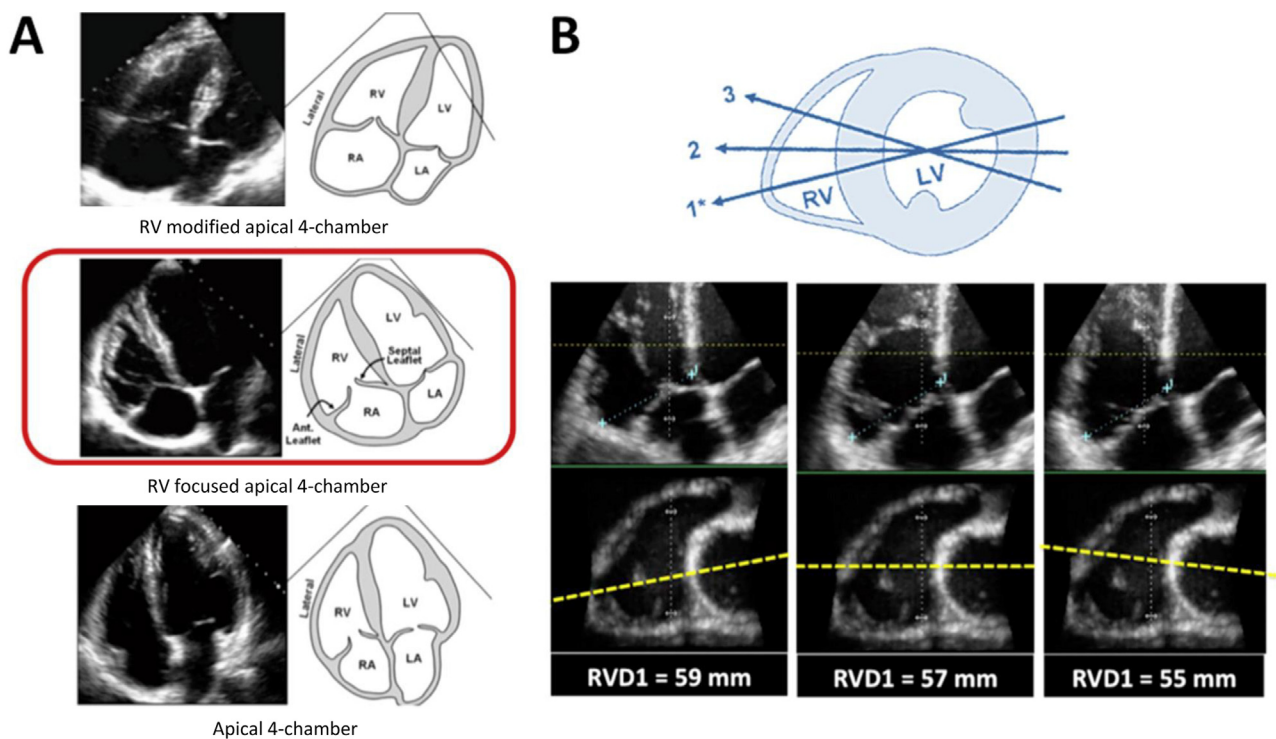 A
Lateral
RV
LV
RA
LA
RV modified apical 4-chamber
Lateral
LV
RV
Septal
Leaflet
LA
RA
Ant.
Leaflet
RV focused apical 4-chamber
Lateral
RV
LV
RA
LA
Apical 4-chamber
B
3
2
1*
RV
LV
RVD1 = 59 mm
RVD1 = 57 mm
RVD1 = 55 mm